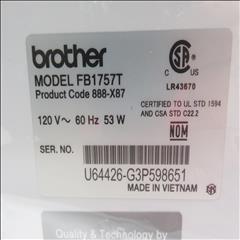 brother
MODEL FB1757T
Product Code 888-X87
120 V～ 60 Hz 53 W
SERIAL NO.
U64426-G3P598651
MADE IN VIETNAM
LR43670
CERTIFIED TO UL STD 1594
AND CSA STD C22.2
NOM
Quality & Technology by